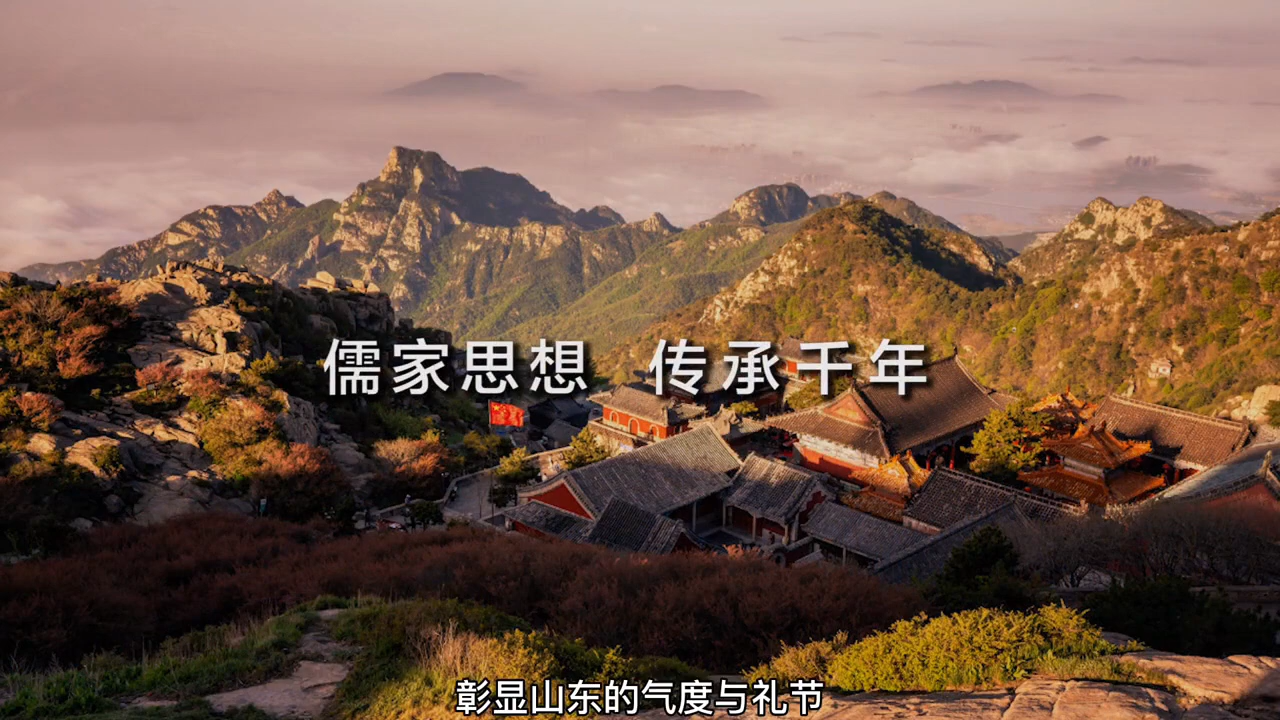 儒家思想 传承千年
彰显山东的气度与礼节